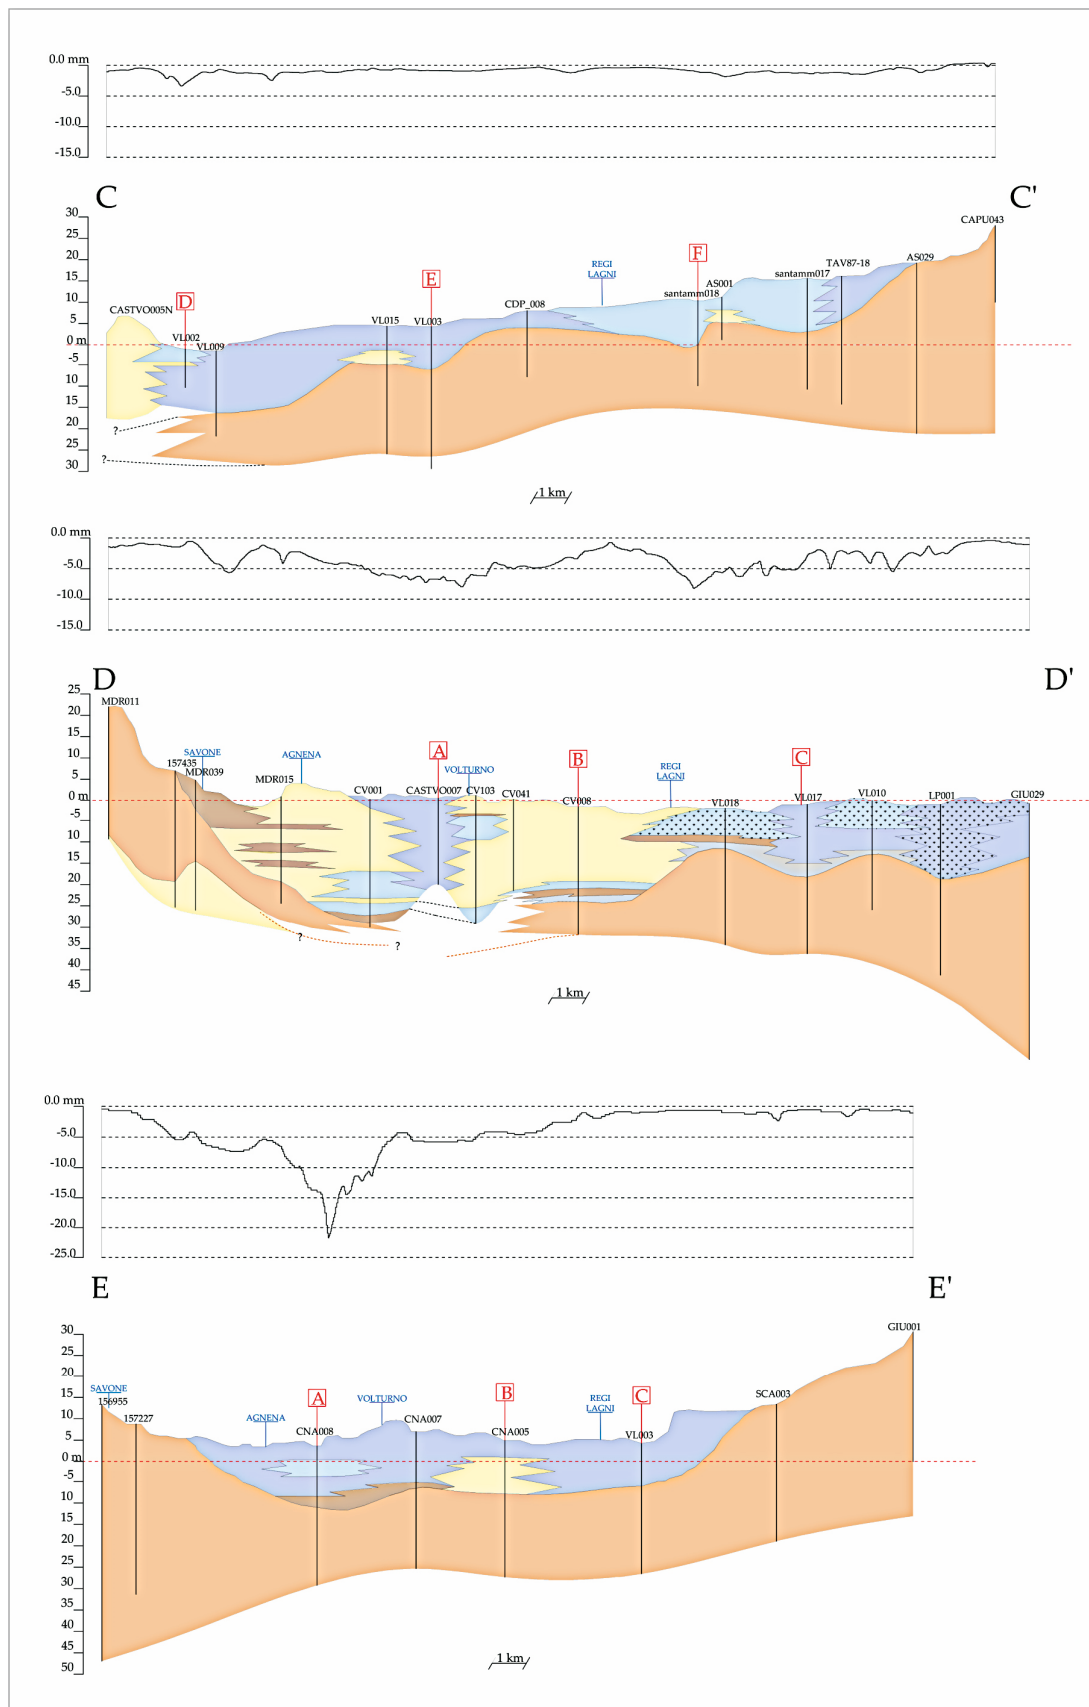 0.0 mm
-5.0
-10.0
-15.0
C
C'
30
25
20
15
10
5
0 m
5
10
15
20
25
30
CASTVO005N
D
VL002
VL009
VL015
E
VL003
CDP_008
REGI
LAGNI
F
santamm018
AS001
santamm017
TAV87-18
AS029
CAPU043
?
?
1 km
0.0 mm
-5.0
-10.0
-15.0
D
D'
25
20
15
10
5
0 m
5
10
15
20
25
30
35
40
45
MDR011
157435
SAVONE
MDR039
AGNENA
MDR015
CV001
A
CASTVO007
VOLTURNO
CV103
CV041
B
CV008
REGI
LAGNI
VL018
C
VL017
VL010
LP001
GIU029
?
?
1 km
0.0 mm
-5.0
-10.0
-15.0
-20.0
-25.0
E
E'
30
25
20
15
10
5
0 m
5
10
15
20
25
30
35
40
45
50
SAVONE
156955
157227
AGNENA
A
CNA008
VOLTURNO
CNA007
B
CNA005
REGI
LAGNI
C
VL003
SCA003
GIU001
1 km